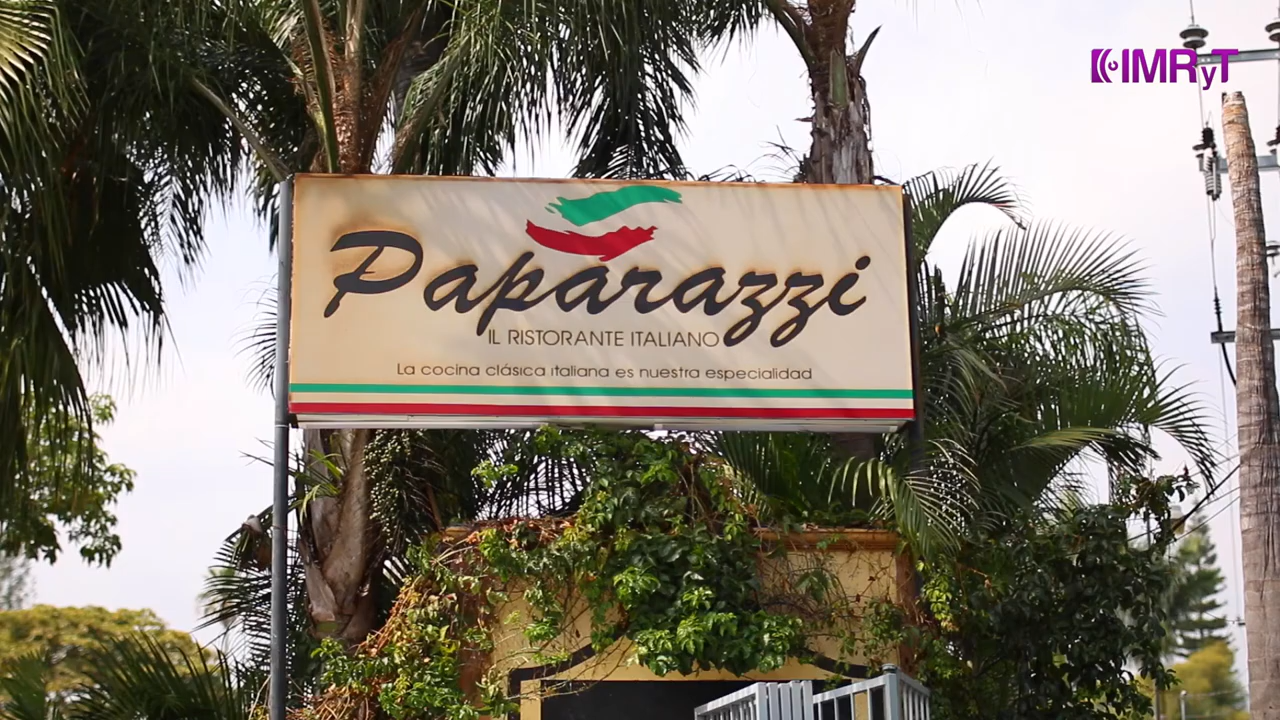 IMRyT
Paparazzi
IL RISTORANTE ITALIANO
La cocina clásica italiana es nuestra especialidad